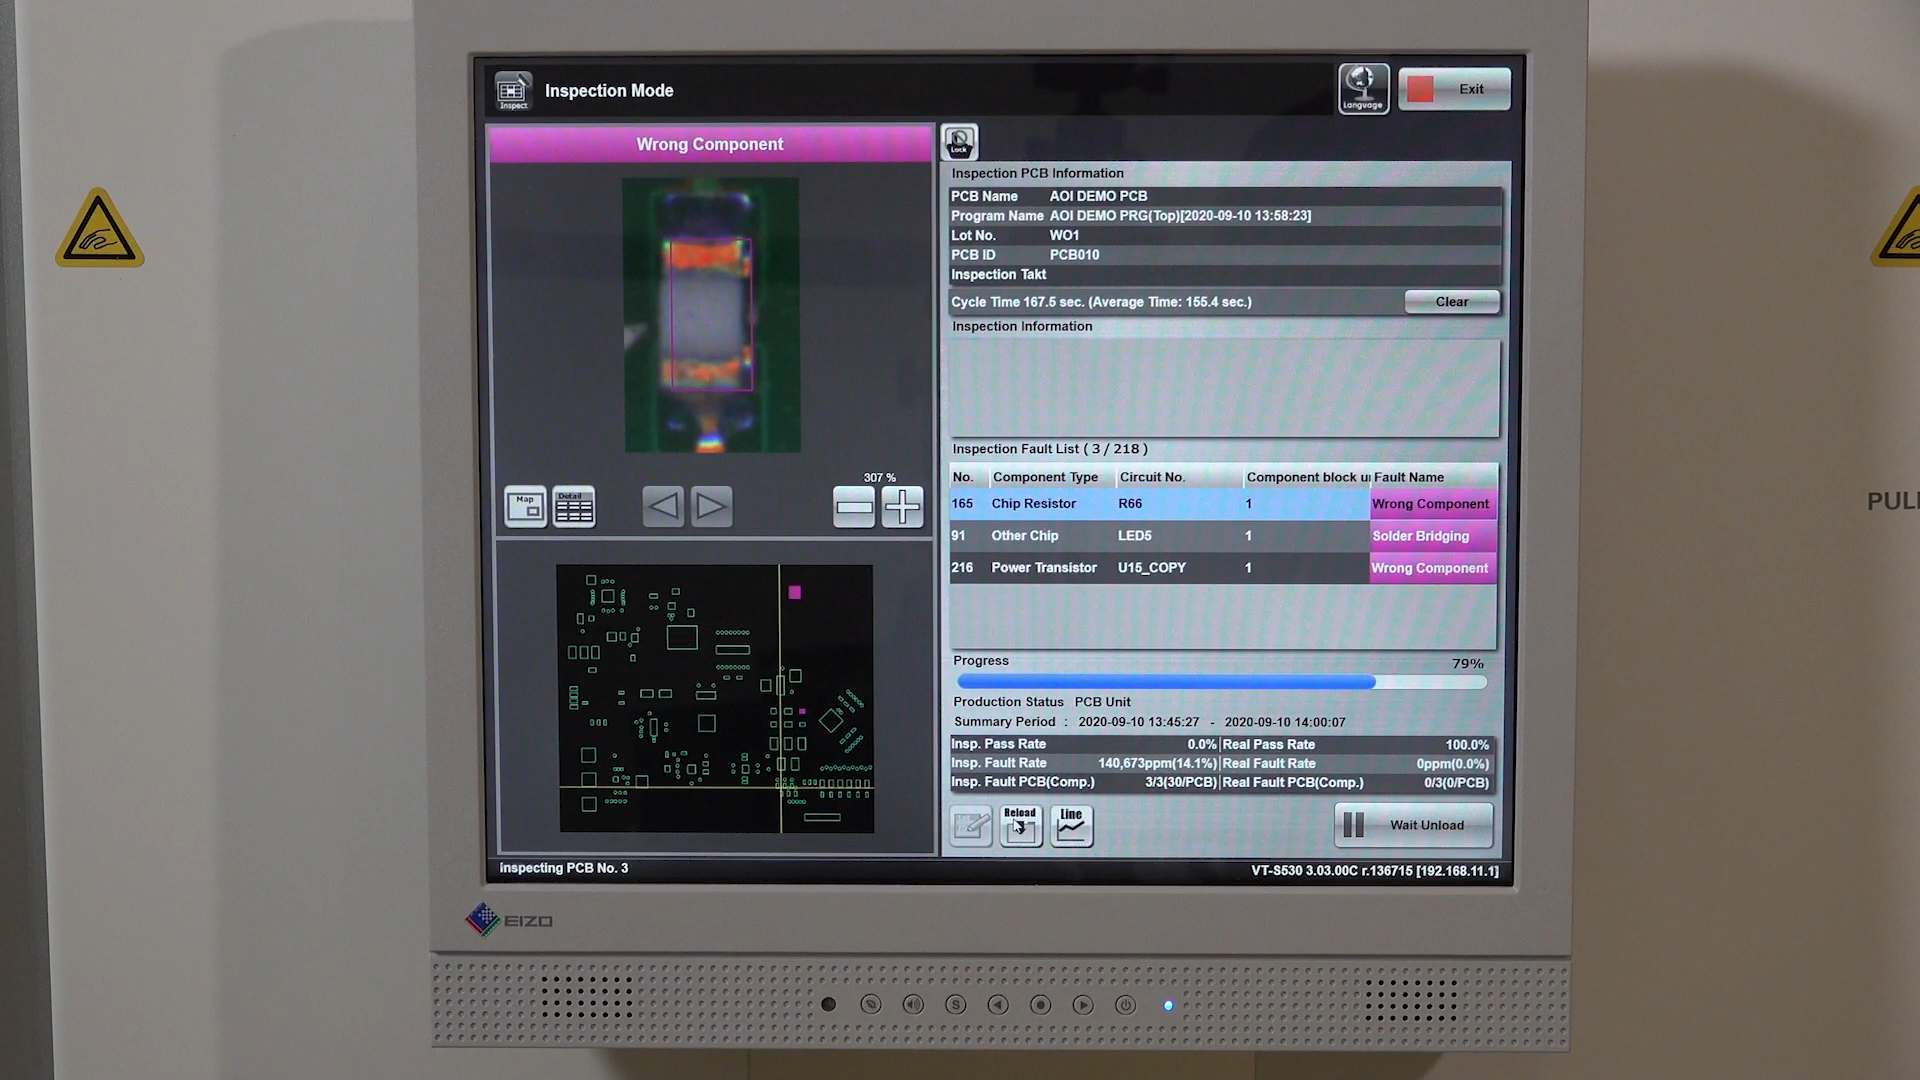 Inspect
Inspection Mode
Language
Exit
Wrong Component
Lock
Inspection PCB Information
PCB Name AOI DEMO PCB
Program Name AOI DEMO PRG(Top)[2020-09-10 13:58:23]
Lot No. WO1
PCB ID PCB010
Inspection Takt
Cycle Time 167.5 sec. (Average Time: 155.4 sec.)
Clear
Inspection Information
Inspection Fault List ( 3 / 218 )
No. Component Type Circuit No. Component block u Fault Name
165 Chip Resistor R66 1 Wrong Component
91 Other Chip LED5 1 Solder Bridging
216 Power Transistor U15_COPY 1 Wrong Component
307 %
Map
Detail
Progress 79%
Production Status PCB Unit
Summary Period : 2020-09-10 13:45:27 - 2020-09-10 14:00:07
Insp. Pass Rate 0.0% Real Pass Rate 100.0%
Insp. Fault Rate 140,673ppm(14.1%) Real Fault Rate 0ppm(0.0%)
Insp. Fault PCB(Comp.) 3/3(30/PCB) Real Fault PCB(Comp.) 0/3(0/PCB)
Reload
Line
Wait Unload
inspecting PCB No. 3
VT-S530 3.03.00C r.136715 [192.168.11.1]
EIZO
S
PULL